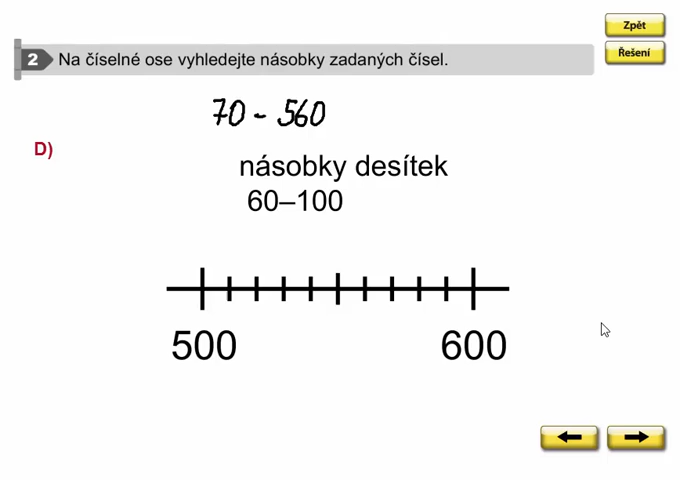 Zpět
Řešení
2 Na číselné ose vyhledejte násobky zadaných čísel.
70 - 560
D)
násobky desítek
60–100
500 600